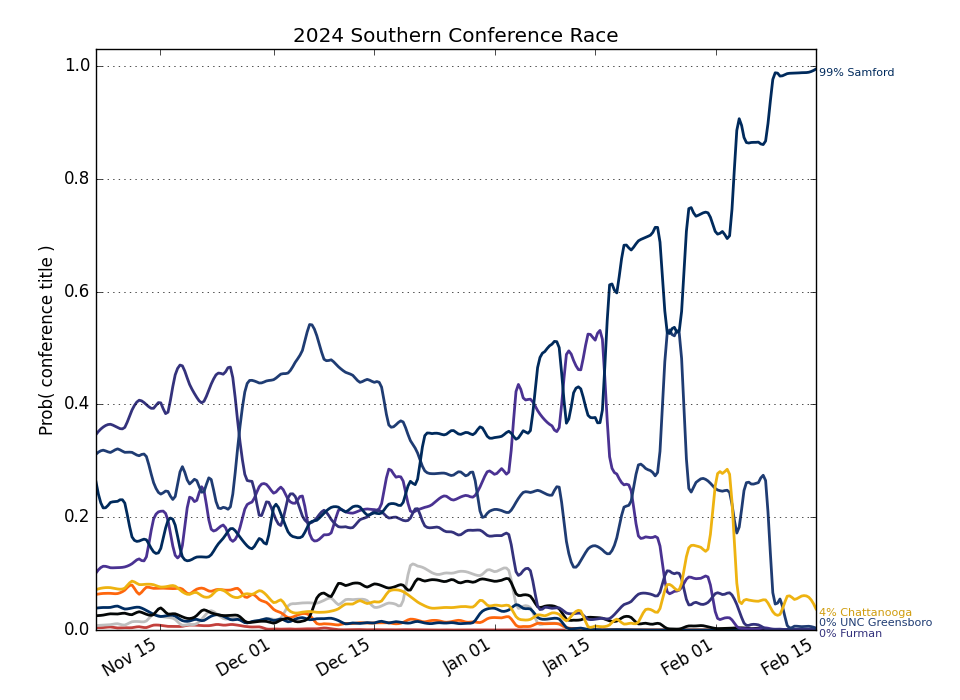 2024 Southern Conference Race
Prob( conference title )
1.0
0.8
0.6
0.4
0.2
0.0
99% Samford
4% Chattanooga
0% UNC Greensboro
0% Furman
Nov 15
Dec 01
Dec 15
Jan 01
Jan 15
Feb 01
Feb 15